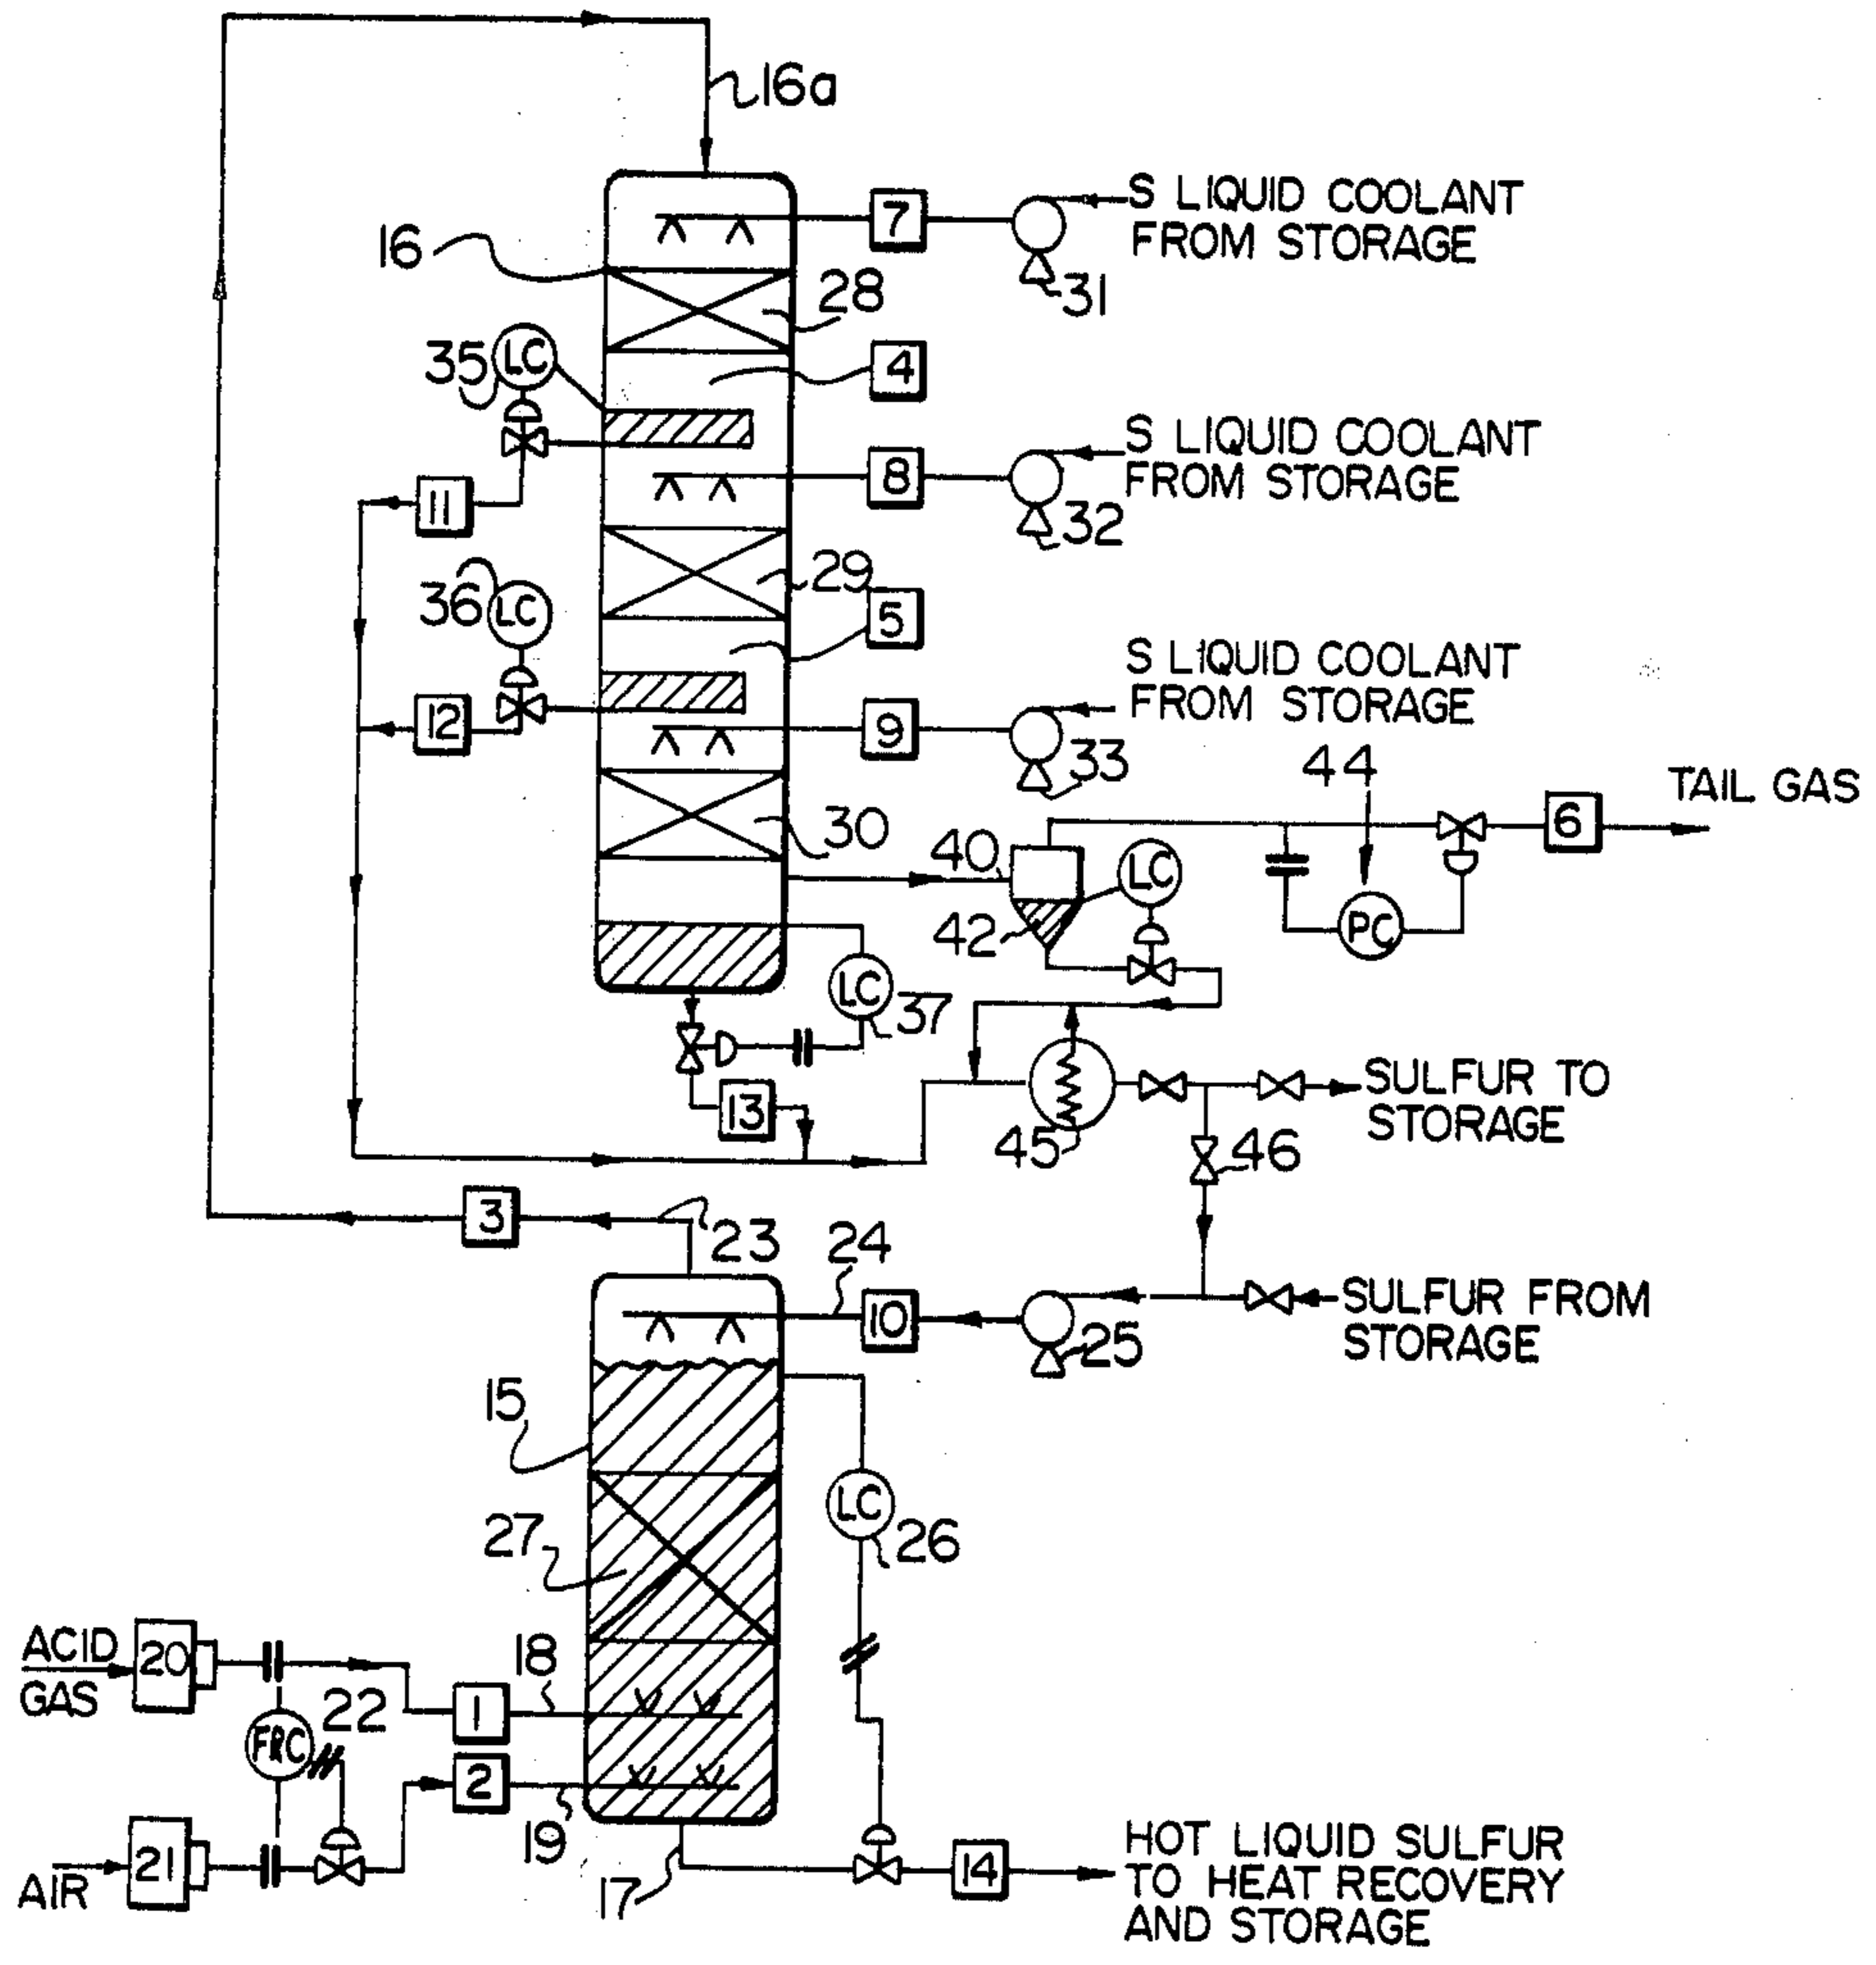 16a
7
S LIQUID COOLANT
FROM STORAGE
31
16
28
35
LC
4
S LIQUID COOLANT
FROM STORAGE
8
32
11
29
36
LC
5
S LIQUID COOLANT
FROM STORAGE
12
9
33
44
TAIL GAS
30
40
LC
6
42
PC
LC
37
SULFUR TO
STORAGE
13
45
46
3
23
24
SULFUR FROM
STORAGE
10
25
15
LC
26
27
ACID
GAS
20
18
1
22
FRC
2
19
AIR
21
17
14
HOT LIQUID SULFUR
TO HEAT RECOVERY
AND STORAGE